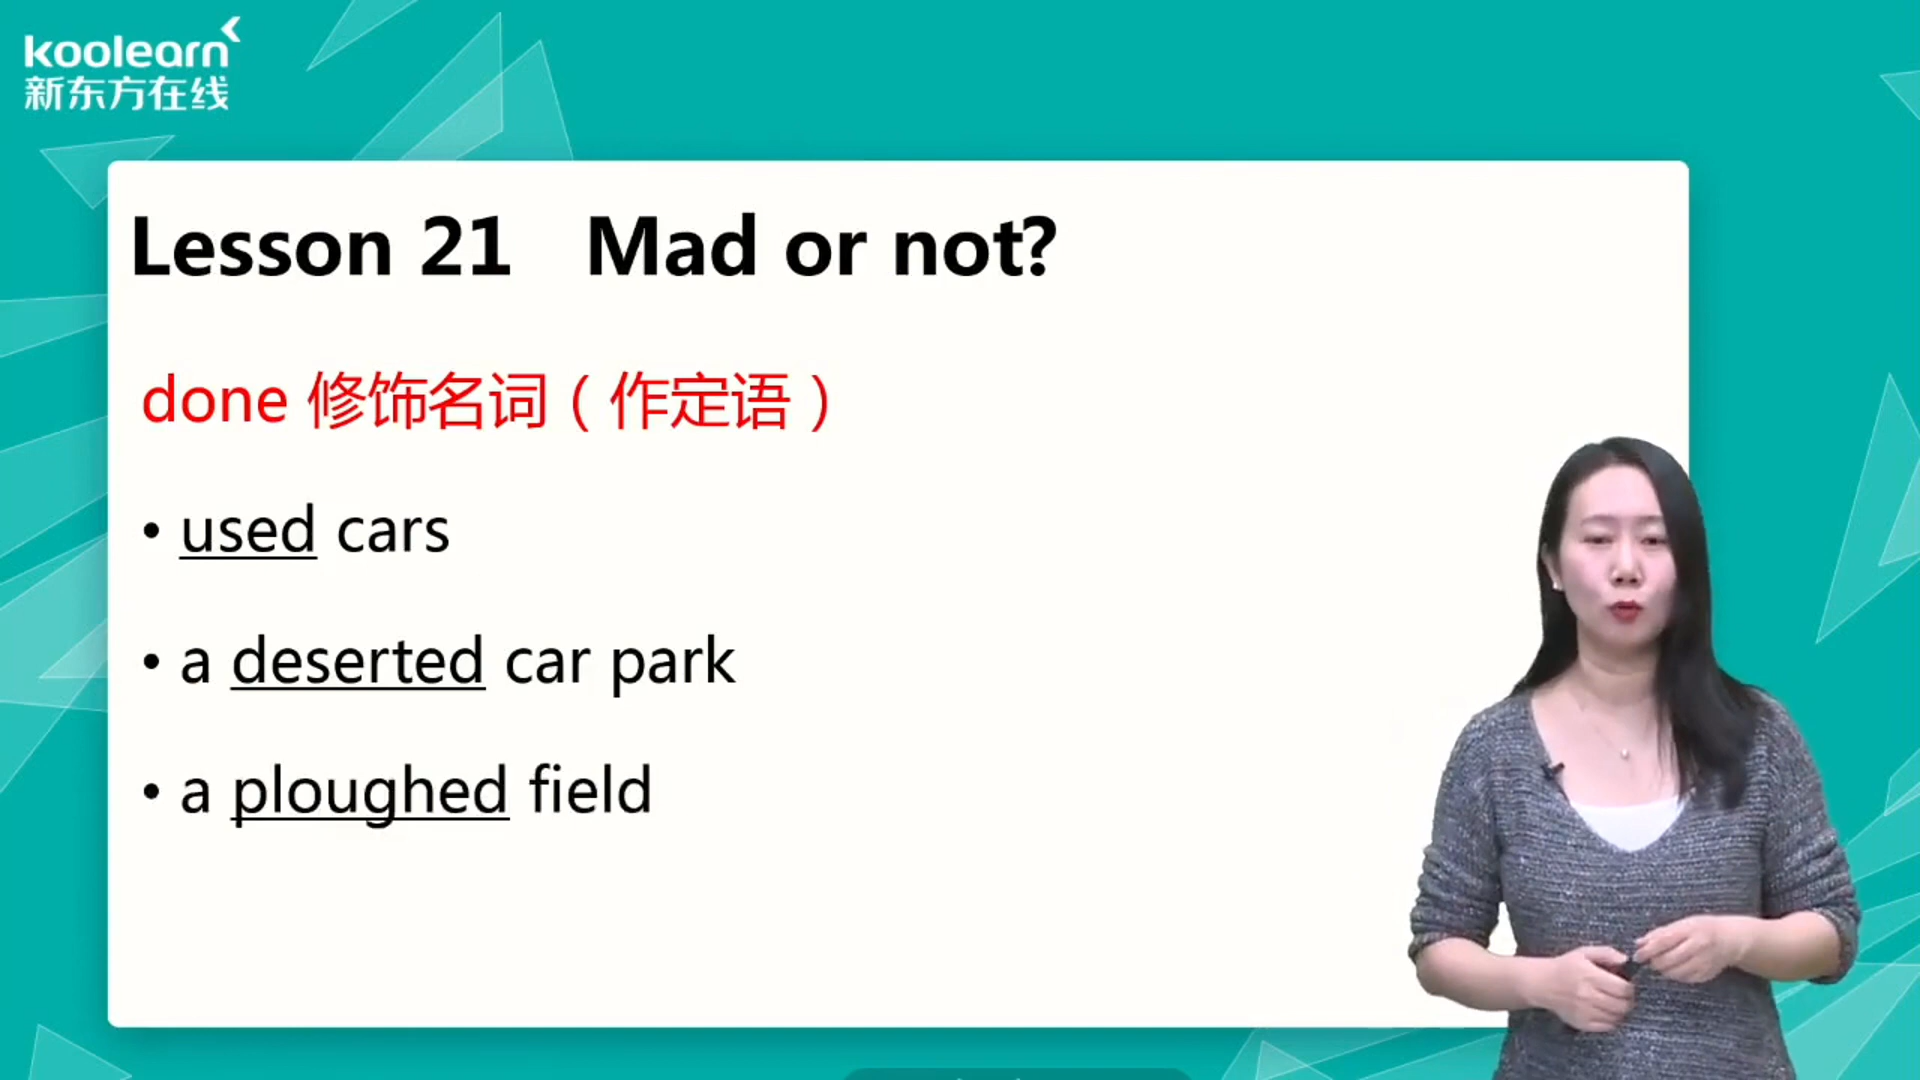 koolearn
新东方在线
Lesson 21 Mad or not?
done 修饰名词（作定语）
• used cars
• a deserted car park
• a ploughed field